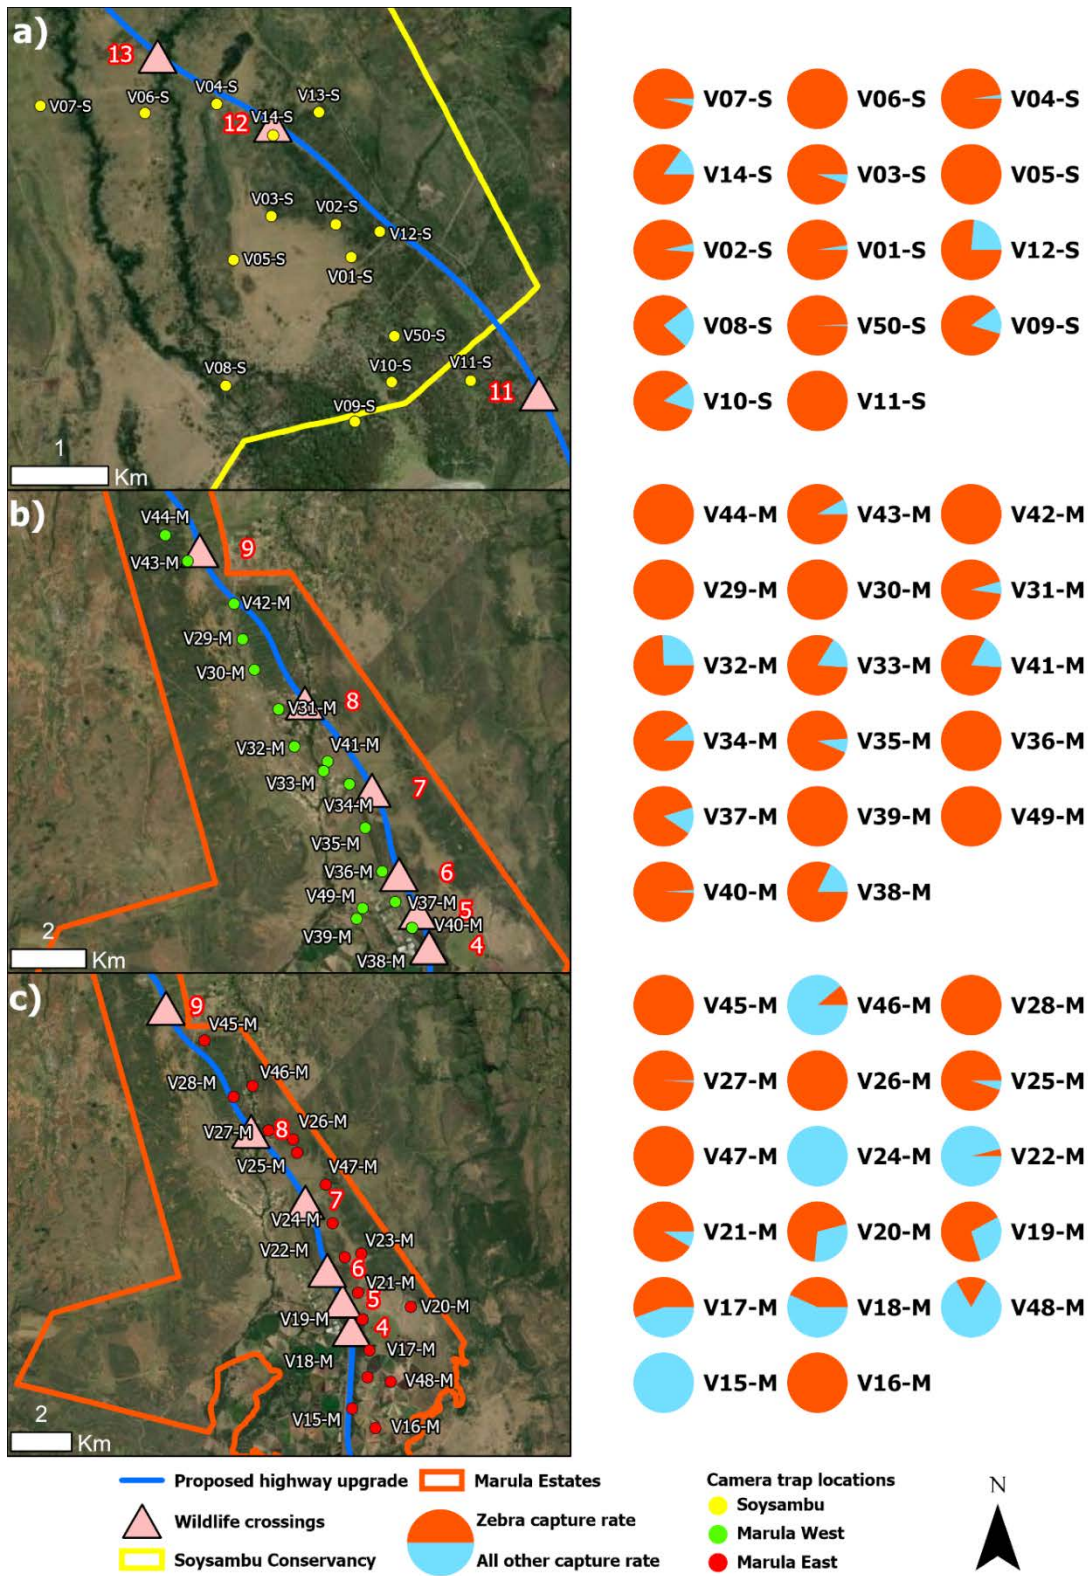 a)
13
V07-S
V06-S
V04-S
V13-S
12
V14-S
V03-S
V02-S
V12-S
V05-S
V01-S
V50-S
V08-S
V10-S
V11-S
11
V09-S
1
Km
V07-S V06-S V04-S
V14-S V03-S V05-S
V02-S V01-S V12-S
V08-S V50-S V09-S
V10-S V11-S
b)
V44-M
9
V43-M
V42-M
V29-M
V30-M
8
V31-M
V32-M
V41-M
V33-M
7
V34-M
V35-M
V36-M
6
V49-M
V37-M
5
V39-M
V40-M
4
V38-M
2
Km
V44-M V43-M V42-M
V29-M V30-M V31-M
V32-M V33-M V41-M
V34-M V35-M V36-M
V37-M V39-M V49-M
V40-M V38-M
c)
9
V45-M
V28-M
V46-M
V27-M
8
V26-M
V25-M
V47-M
7
V24-M
V23-M
V22-M
6
V21-M
5
V20-M
V19-M
4
V17-M
V18-M
V48-M
V15-M
V16-M
2
Km
V45-M V46-M V28-M
V27-M V26-M V25-M
V47-M V24-M V22-M
V21-M V20-M V19-M
V17-M V18-M V48-M
V15-M V16-M
Proposed highway upgrade
Wildlife crossings
Soysambu Conservancy
Marula Estates
Zebra capture rate
All other capture rate
Camera trap locations
Soysambu
Marula West
Marula East
N